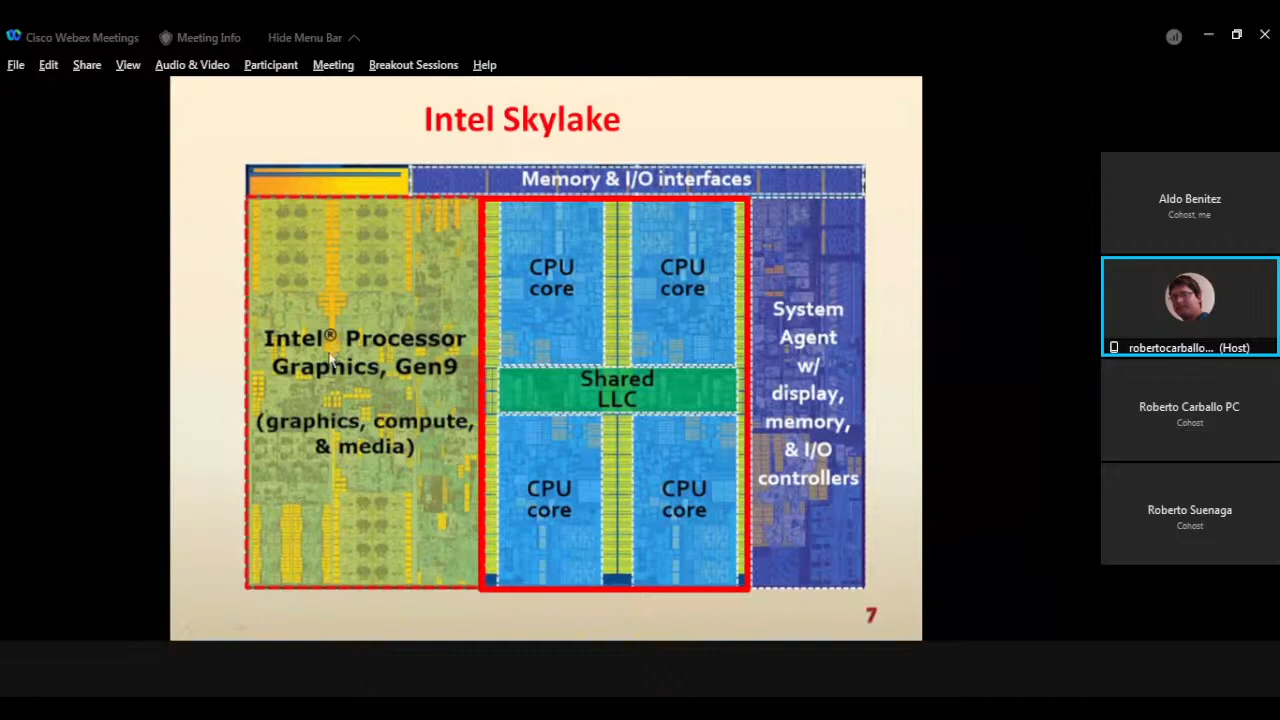 Cisco Webex Meetings
Meeting Info
Hide Menu Bar
File Edit Share View Audio & Video Participant Meeting Breakout Sessions Help
Intel Skylake
Memory & I/O interfaces
Intel® Processor
Graphics, Gen9
(graphics, compute,
& media)
CPU
core
CPU
core
Shared
LLC
CPU
core
CPU
core
System
Agent
w/
display,
memory,
& I/O
controllers
7
Aldo Benitez
Cohost, me
robertocarballo... (Host)
Roberto Carballo PC
Cohost
Roberto Suenaga
Cohost